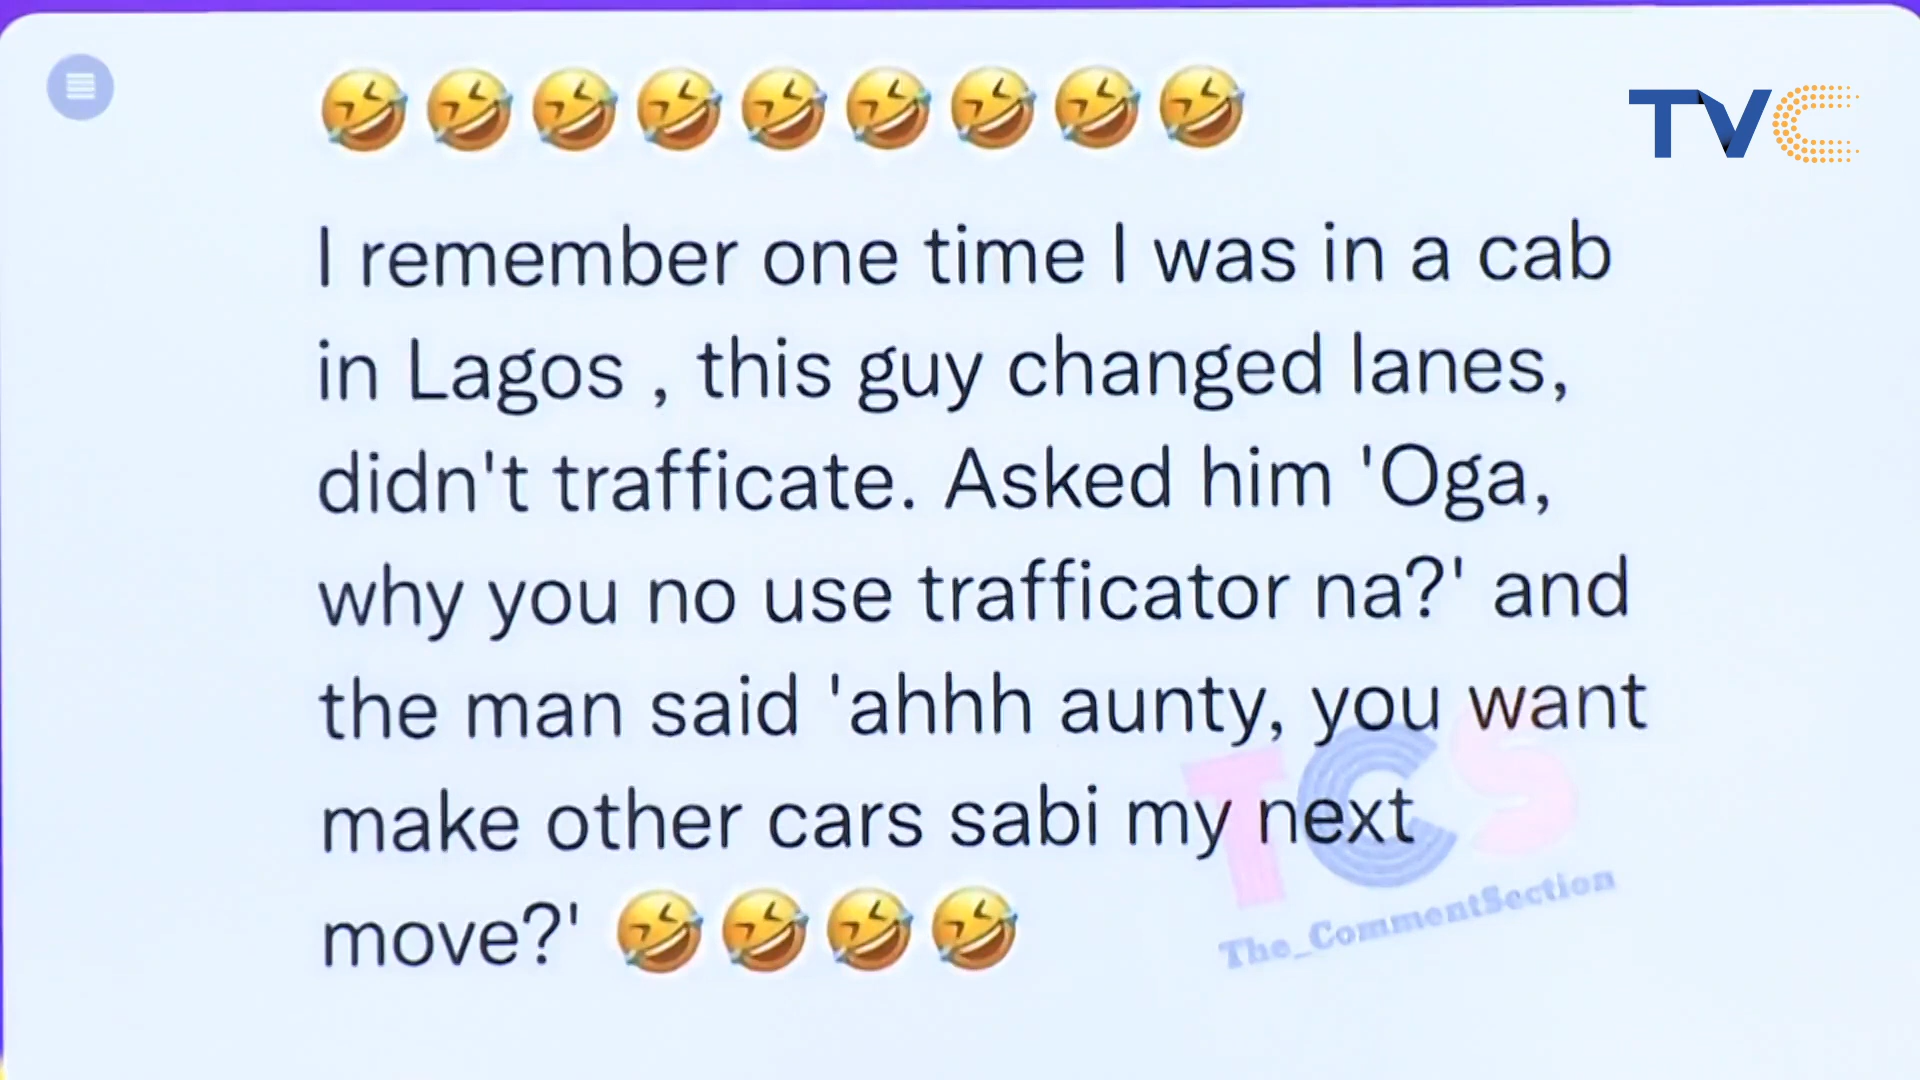 TVC
🤣🤣🤣🤣🤣🤣🤣🤣🤣
I remember one time I was in a cab
in Lagos , this guy changed lanes,
didn't trafficate. Asked him 'Oga,
why you no use trafficator na?' and
the man said 'ahhh aunty, you want
make other cars sabi my next
move?' 🤣🤣🤣🤣
TCS
The_CommentSection